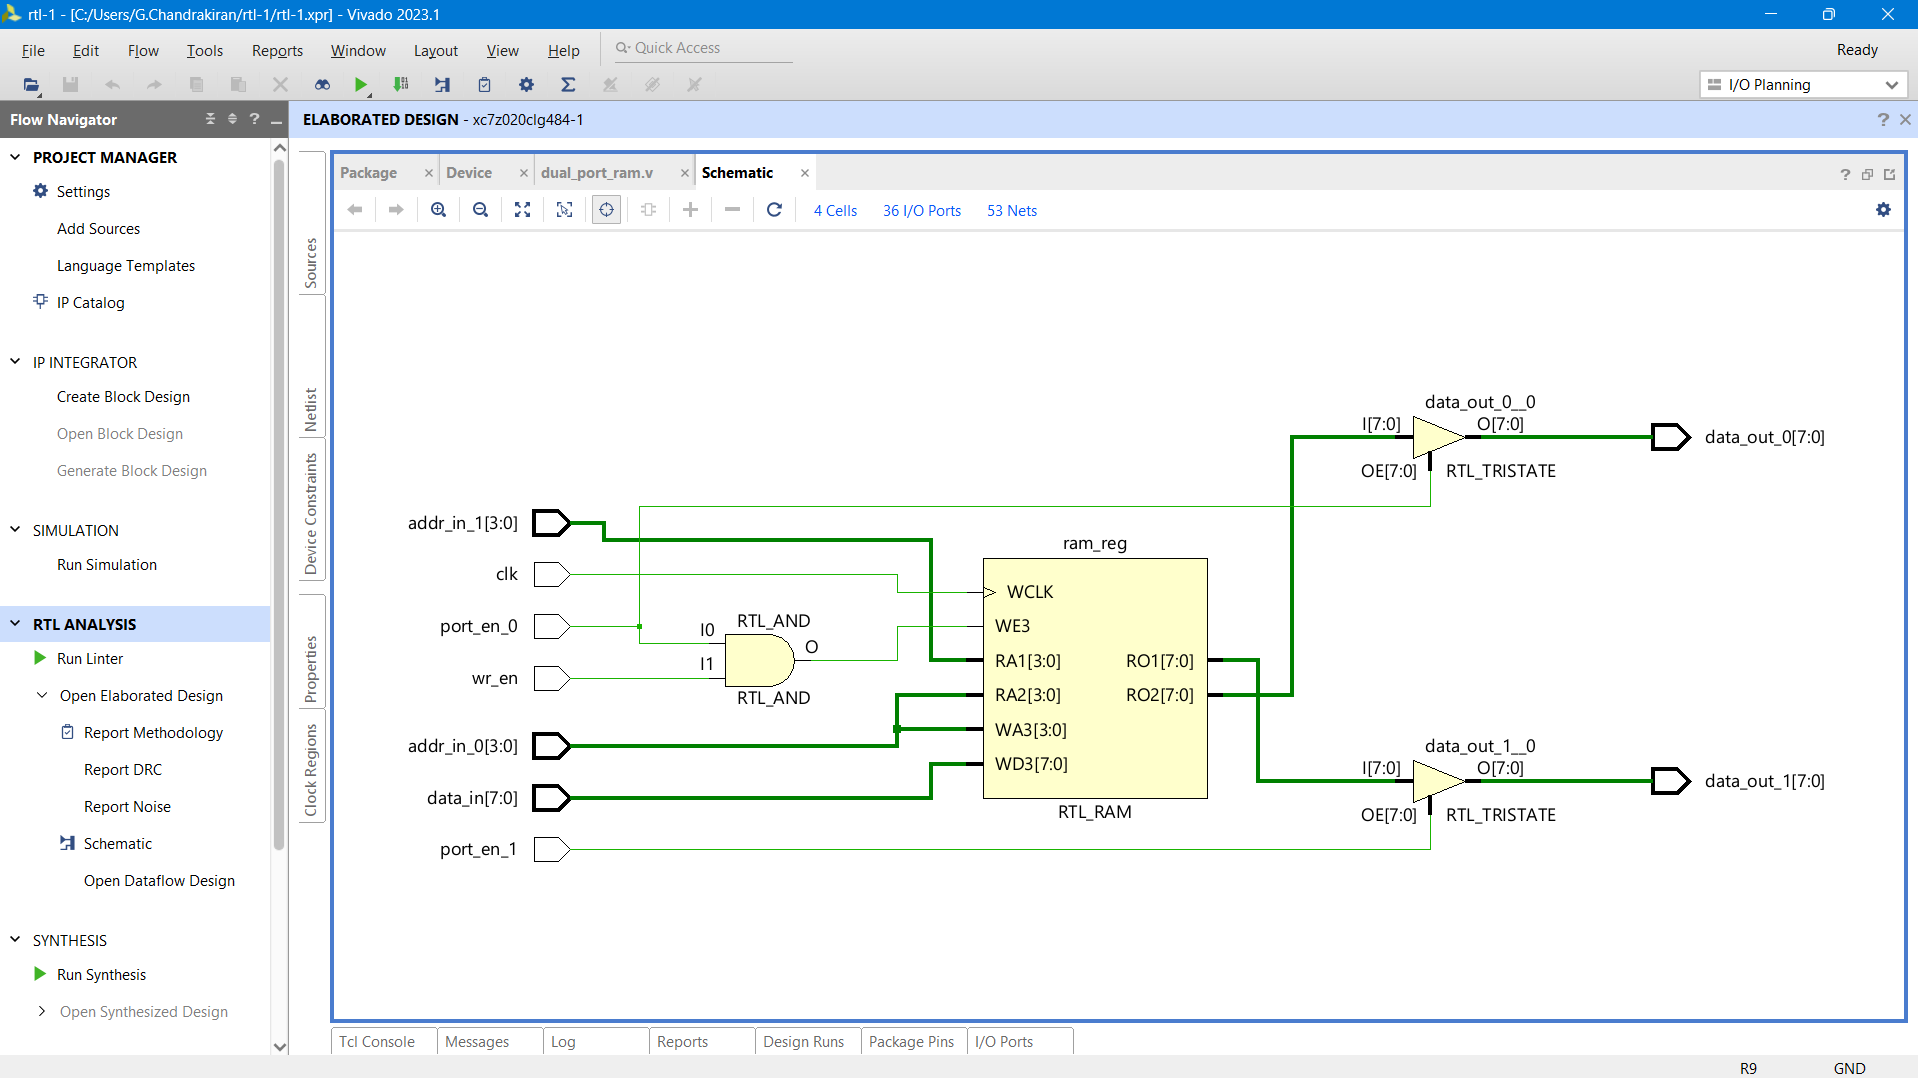 rtl-1 - [C:/Users/G.Chandrakiran/rtl-1/rtl-1.xpr] - Vivado 2023.1
File Edit Flow Tools Reports Window Layout View Help Quick Access Ready
I/O Planning
Flow Navigator ?
ELABORATED DESIGN - xc7z020clg484-1 ?
PROJECT MANAGER
Settings
Add Sources
Language Templates
IP Catalog
IP INTEGRATOR
Create Block Design
Open Block Design
Generate Block Design
SIMULATION
Run Simulation
RTL ANALYSIS
Run Linter
Open Elaborated Design
Report Methodology
Report DRC
Report Noise
Schematic
Open Dataflow Design
SYNTHESIS
Run Synthesis
Open Synthesized Design
Sources
Netlist
Device Constraints
Properties
Clock Regions
Package Device dual_port_ram.v Schematic ?
4 Cells 36 I/O Ports 53 Nets
data_out_0__0
I[7:0] O[7:0]
data_out_0[7:0]
OE[7:0] RTL_TRISTATE
addr_in_1[3:0]
clk
port_en_0
wr_en
addr_in_0[3:0]
data_in[7:0]
port_en_1
RTL_AND
I0
I1
O
RTL_AND
ram_reg
WCLK
WE3
RA1[3:0] RO1[7:0]
RA2[3:0] RO2[7:0]
WA3[3:0]
WD3[7:0]
RTL_RAM
data_out_1__0
I[7:0] O[7:0]
data_out_1[7:0]
OE[7:0] RTL_TRISTATE
Tcl Console Messages Log Reports Design Runs Package Pins I/O Ports
R9 GND